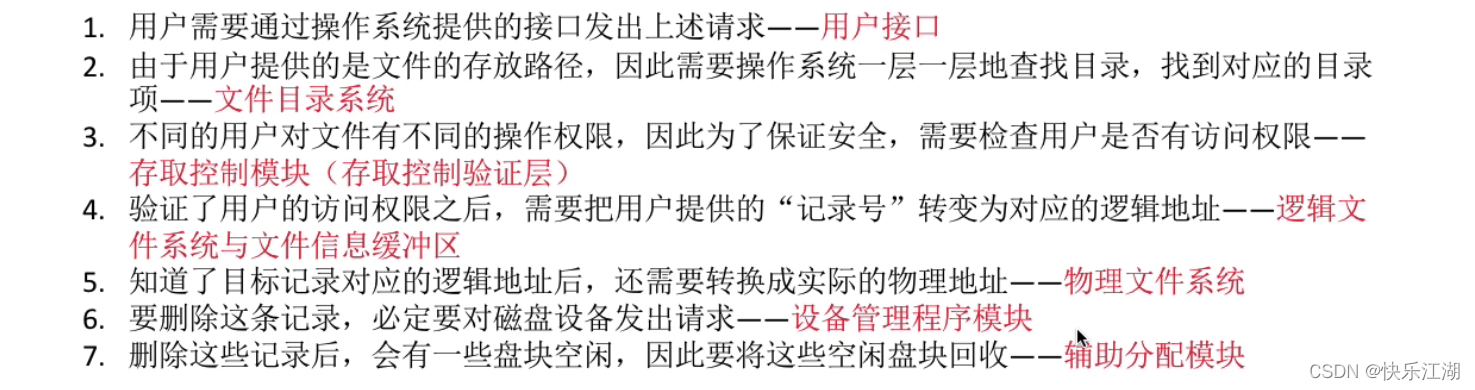 1. 用户需要通过操作系统提供的接口发出上述请求——用户接口
2. 由于用户提供的是文件的存放路径，因此需要操作系统一层一层地查找目录，找到对应的目录
项——文件目录系统
3. 不同的用户对文件有不同的操作权限，因此为了保证安全，需要检查用户是否有访问权限——
存取控制模块（存取控制验证层）
4. 验证了用户的访问权限之后，需要把用户提供的“记录号”转变为对应的逻辑地址——逻辑文
件系统与文件信息缓冲区
5. 知道了目标记录对应的逻辑地址后，还需要转换成实际的物理地址——物理文件系统
6. 要删除这条记录，必定要对磁盘设备发出请求——设备管理程序模块
7. 删除这些记录后，会有一些盘块空闲，因此要将这些空闲盘块回收——辅助分配模块
CSDN @快乐江湖